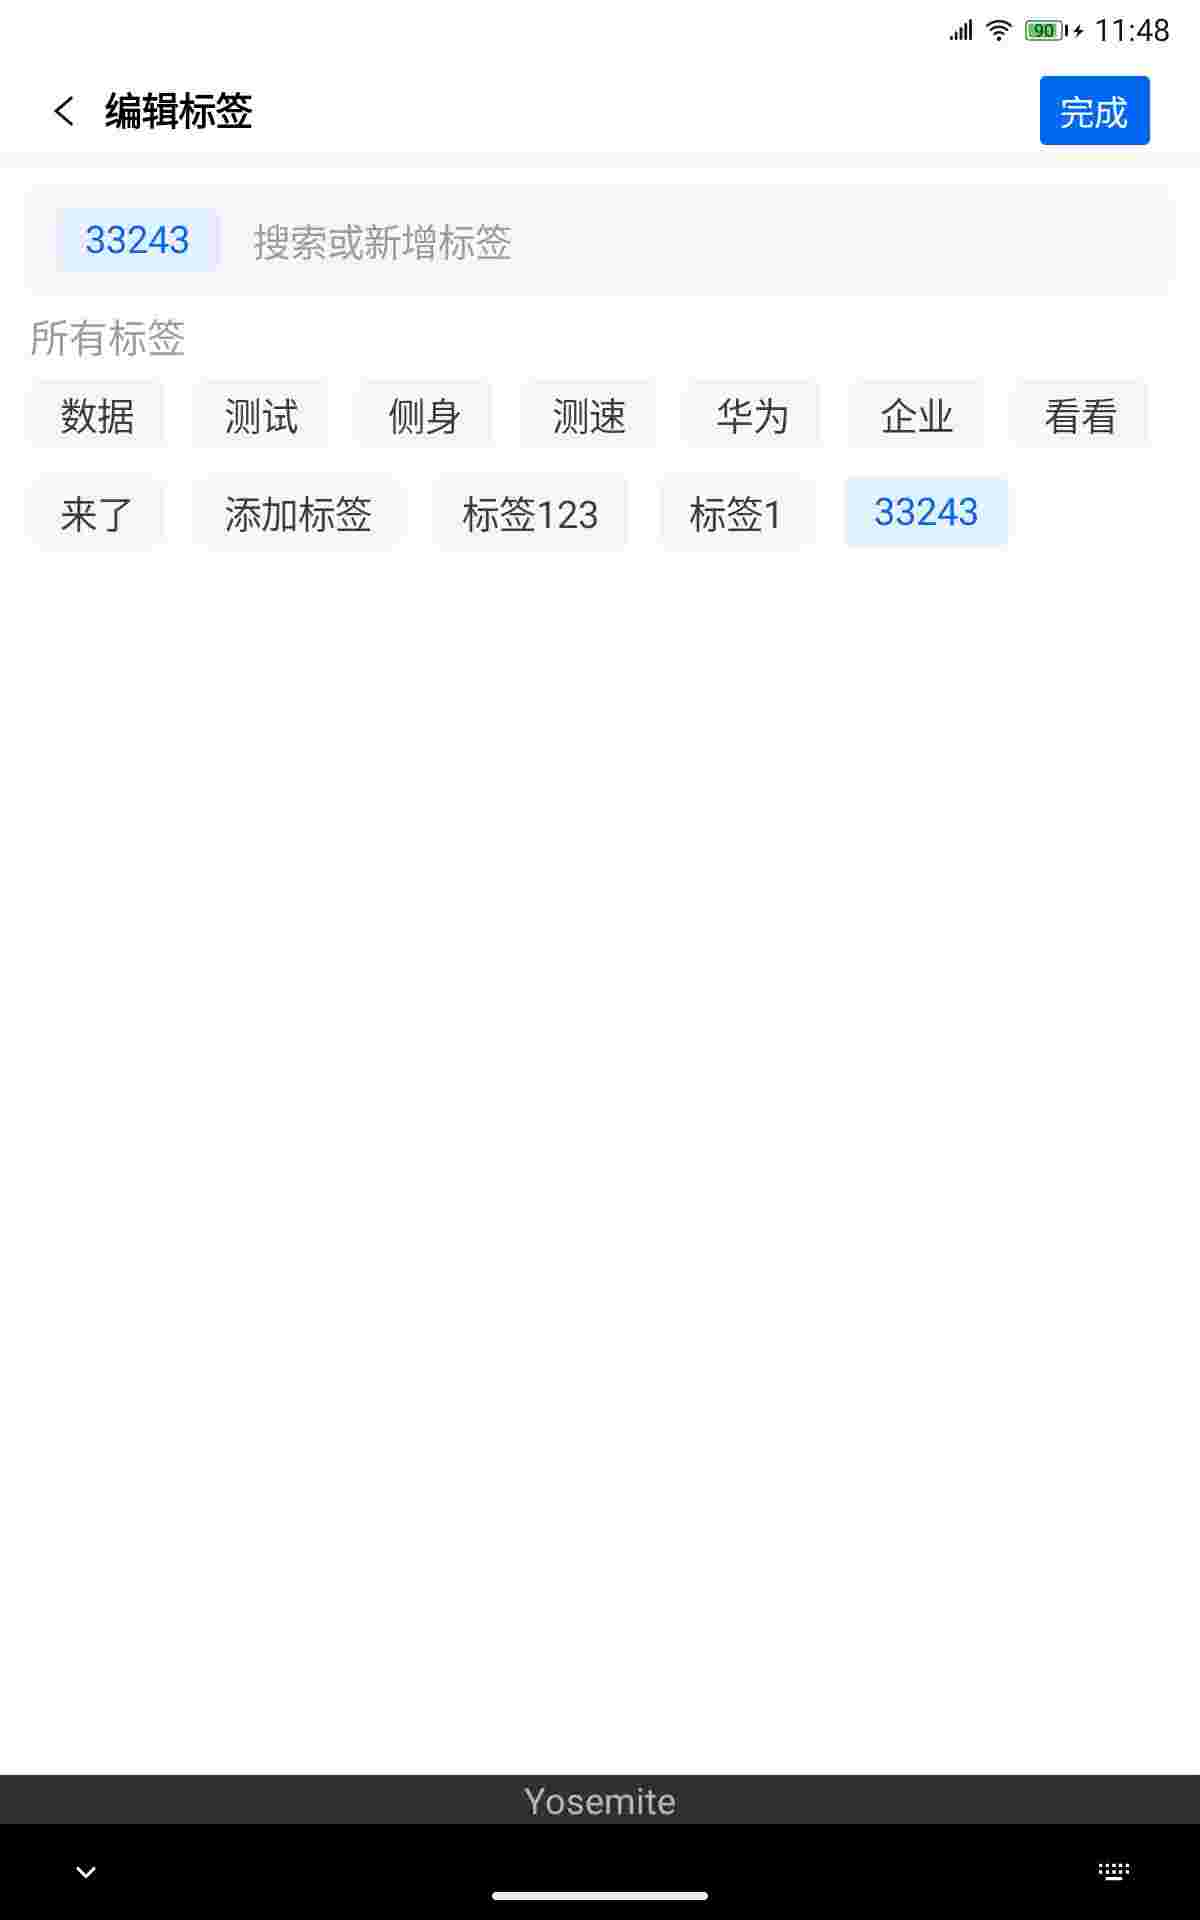 90 11:48
编辑标签 完成
33243 搜索或新增标签
所有标签
数据 测试 侧身 测速 华为 企业 看看
来了 添加标签 标签123 标签1 33243
Yosemite